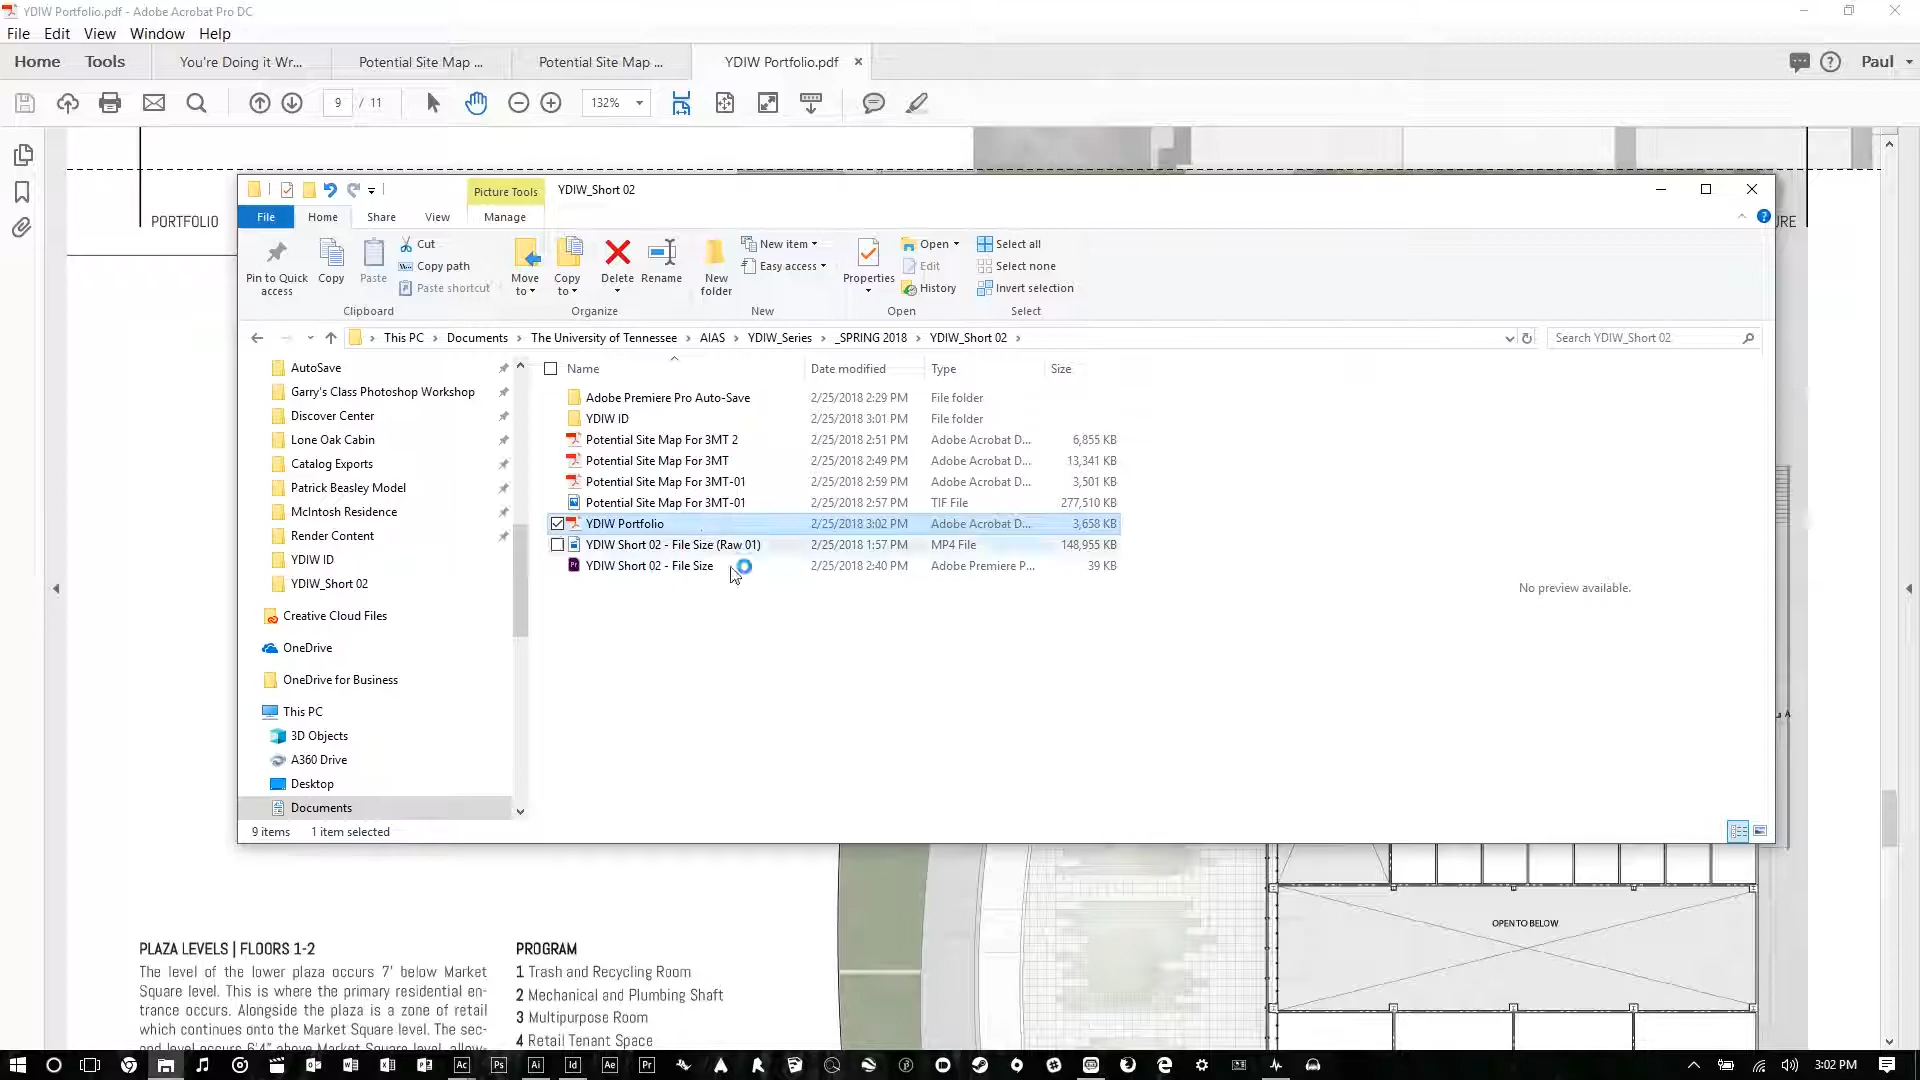 YDIW Portfolio.pdf - Adobe Acrobat Pro DC
File Edit View Window Help
Home Tools You're Doing it Wr... Potential Site Map ... Potential Site Map ... YDIW Portfolio.pdf Paul
9 / 11 132%
PORTFOLIO
Picture Tools YDIW_Short 02
File Home Share View Manage
Pin to Quick access
Copy
Paste
Cut
Copy path
Paste shortcut
Clipboard
Move to
Copy to
Delete
Rename
Organize
New folder
New item
Easy access
New
Properties
Open
Edit
History
Open
Select all
Select none
Invert selection
Select
This PC Documents The University of Tennessee AIAS YDIW_Series _SPRING 2018 YDIW_Short 02 Search YDIW_Short 02
AutoSave
Garry's Class Photoshop Workshop
Discover Center
Lone Oak Cabin
Catalog Exports
Patrick Beasley Model
McIntosh Residence
Render Content
YDIW ID
YDIW_Short 02
Creative Cloud Files
OneDrive
OneDrive for Business
This PC
3D Objects
A360 Drive
Desktop
Documents
Name Date modified Type Size
Adobe Premiere Pro Auto-Save 2/25/2018 2:29 PM File folder
YDIW ID 2/25/2018 3:01 PM File folder
Potential Site Map For 3MT 2 2/25/2018 2:51 PM Adobe Acrobat D... 6,855 KB
Potential Site Map For 3MT 2/25/2018 2:49 PM Adobe Acrobat D... 13,341 KB
Potential Site Map For 3MT-01 2/25/2018 2:59 PM Adobe Acrobat D... 3,501 KB
Potential Site Map For 3MT-01 2/25/2018 2:57 PM TIF File 277,510 KB
YDIW Portfolio 2/25/2018 3:02 PM Adobe Acrobat D... 3,658 KB
YDIW Short 02 - File Size (Raw 01) 2/25/2018 1:57 PM MP4 File 148,955 KB
YDIW Short 02 - File Size 2/25/2018 2:40 PM Adobe Premiere P... 39 KB
No preview available.
9 items 1 item selected
OPEN TO BELOW
PLAZA LEVELS | FLOORS 1-2
The level of the lower plaza occurs 7' below Market
Square level. This is where the primary residential en-
trance occurs. Alongside the plaza is a zone of retail
which continues onto the Market Square level. The sec-
ond level occurs 6'4" above Market Square level, allow-
PROGRAM
1 Trash and Recycling Room
2 Mechanical and Plumbing Shaft
3 Multipurpose Room
4 Retail Tenant Space
3:02 PM